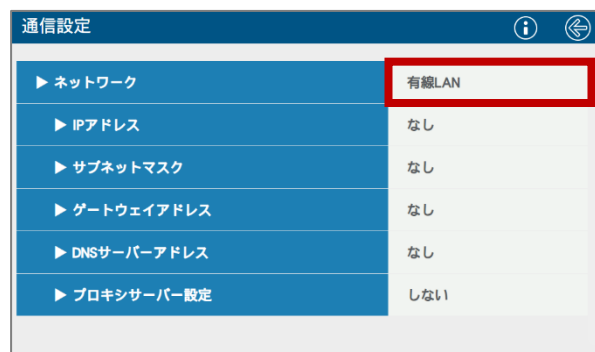 通信設定
▶ ネットワーク 有線LAN
▶ IPアドレス なし
▶ サブネットマスク なし
▶ ゲートウェイアドレス なし
▶ DNSサーバーアドレス なし
▶ プロキシサーバー設定 しない